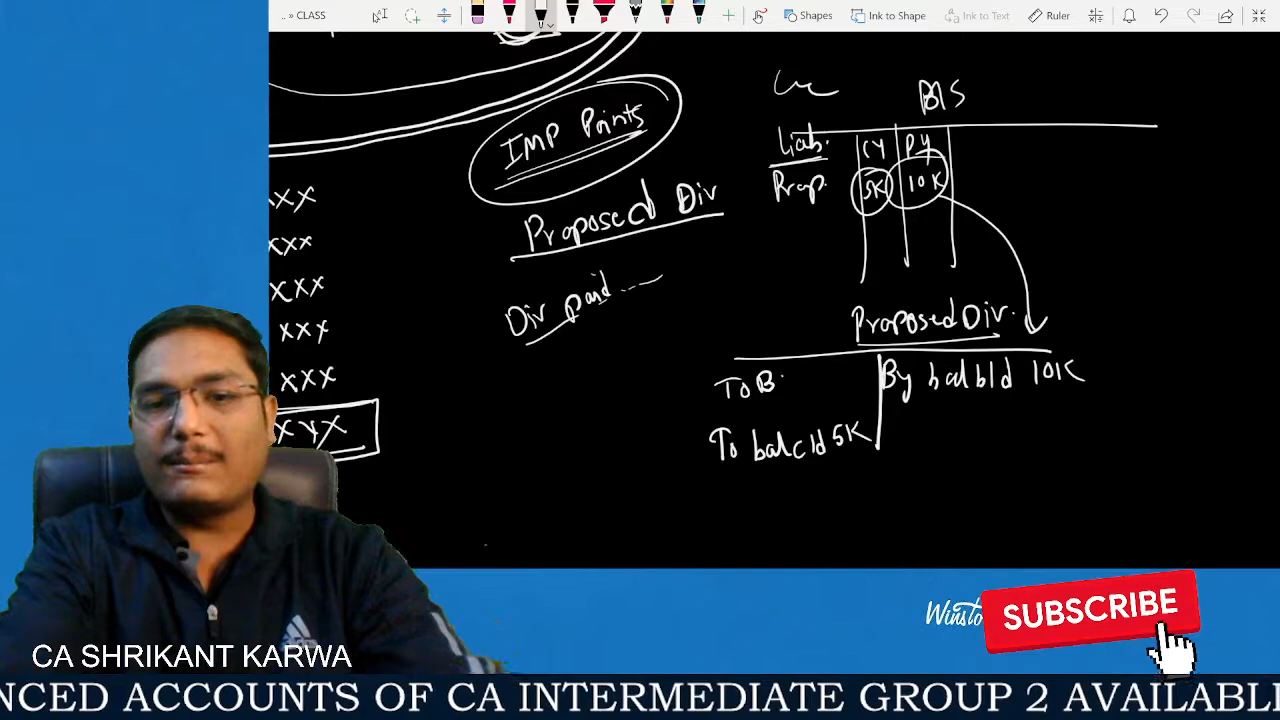 .. » CLASS
Shapes
Ink to Shape
Ink to Text
Ruler
IMP Points
Proposed Div
Div paid ....
B/S
Liab. CY PY
Prop. 5K 10K
XXX
XXX
XXX
XXX
XXX
XXX
Proposed Div.
To B
By bal b/d 10K
To bal c/d 5K
SUBSCRIBE
CA SHRIKANT KARWA
NCED ACCOUNTS OF CA INTERMEDIATE GROUP 2 AVAILABL